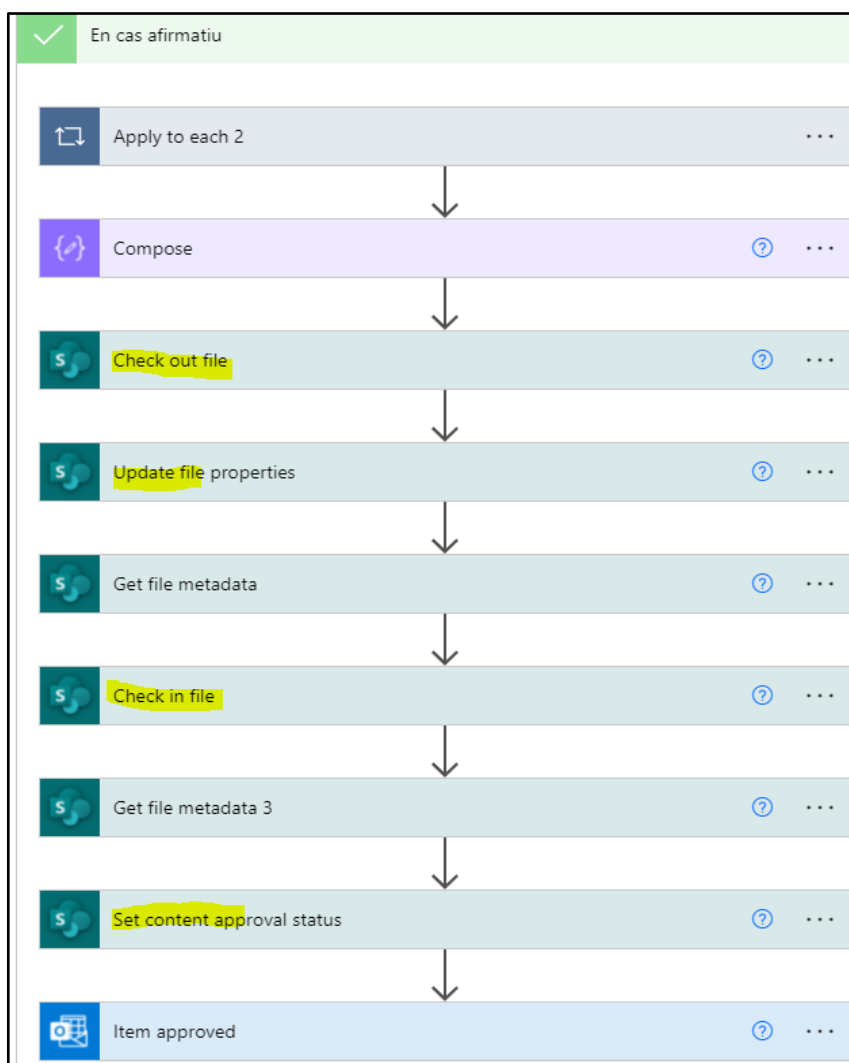 En cas afirmatiu
Apply to each 2
Compose
Check out file
Update file properties
Get file metadata
Check in file
Get file metadata 3
Set content approval status
Item approved